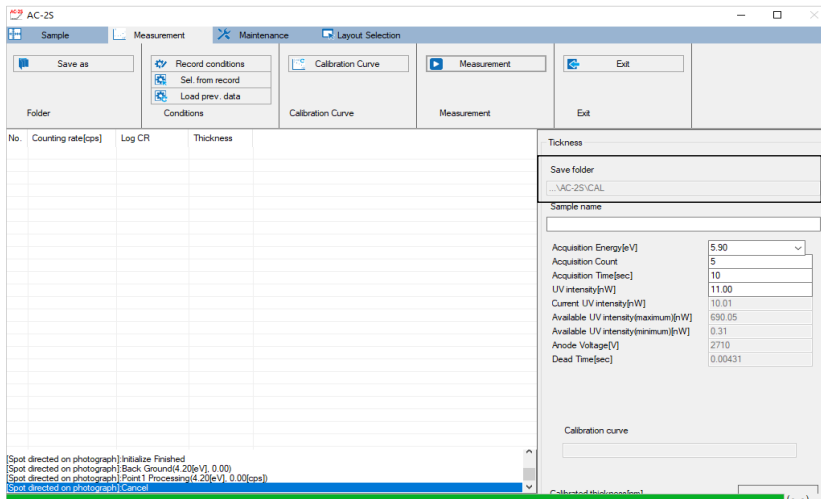 AC-2S
Sample Measurement Maintenance Layout Selection
Save as Record conditions Calibration Curve Measurement Exit
Sel. from record
Load prev. data
Folder Conditions Calibration Curve Measurement Exit
No. Counting rate[cps] Log CR Thickness
Tickness
Save folder
...\AC-2S\CAL
Sample name
Acquisition Energy[eV] 5.90
Acquisition Count 5
Acquisition Time[sec] 10
UV intensity[nW] 11.00
Current UV intensity[nW] 10.01
Available UV intensity(maximum)[nW] 690.05
Available UV intensity(minimum)[nW] 0.31
Anode Voltage[V] 2710
Dead Time[sec] 0.00431
Calibration curve
[Spot directed on photograph]:Initialize Finished
[Spot directed on photograph]:Back Ground(4.20[eV], 0.00)
[Spot directed on photograph]:Point1 Processing(4.20[eV], 0.00[cps])
[Spot directed on photograph]:Cancel
Calibrated thickness[nm]